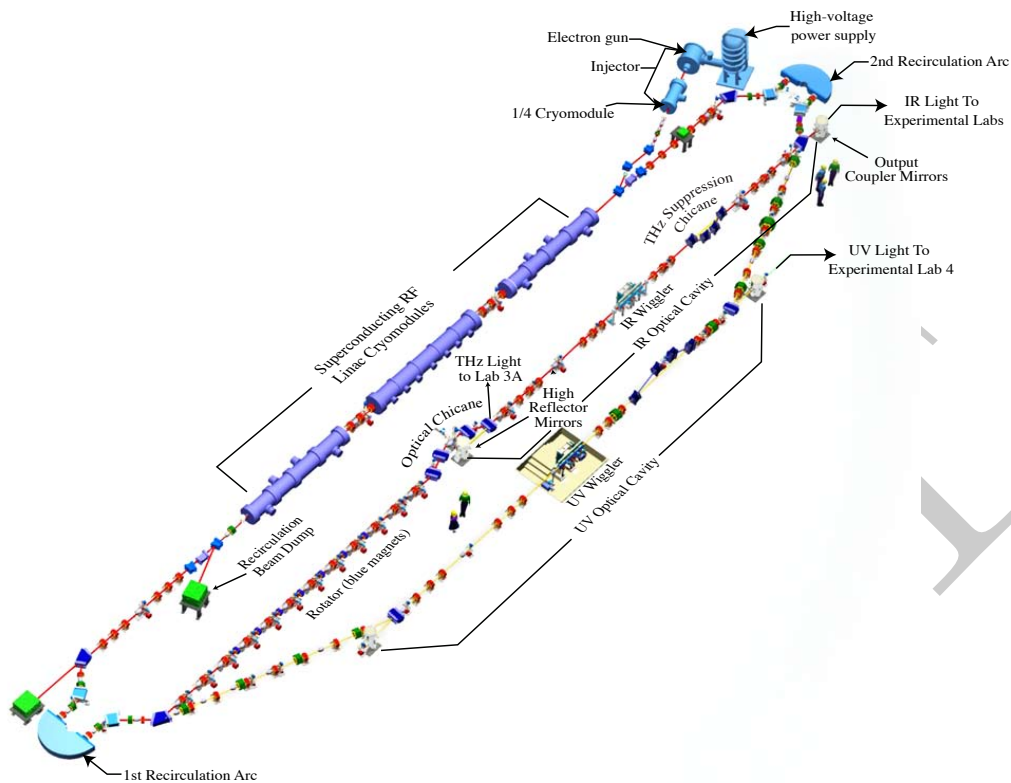 High-voltage
power supply
Electron gun
Injector
1/4 Cryomodule
2nd Recirculation Arc
IR Light To
Experimental Labs
Output
Coupler Mirrors
THz Suppression
Chicane
UV Light To
Experimental Lab 4
IR Wiggler
IR Optical Cavity
Superconducting RF
Linac Cryomodules
THz Light
to Lab 3A
High
Reflector
Mirrors
Optical Chicane
UV Wiggler
UV Optical Cavity
Recirculation
Beam Dump
Rotator (blue magnets)
1st Recirculation Arc